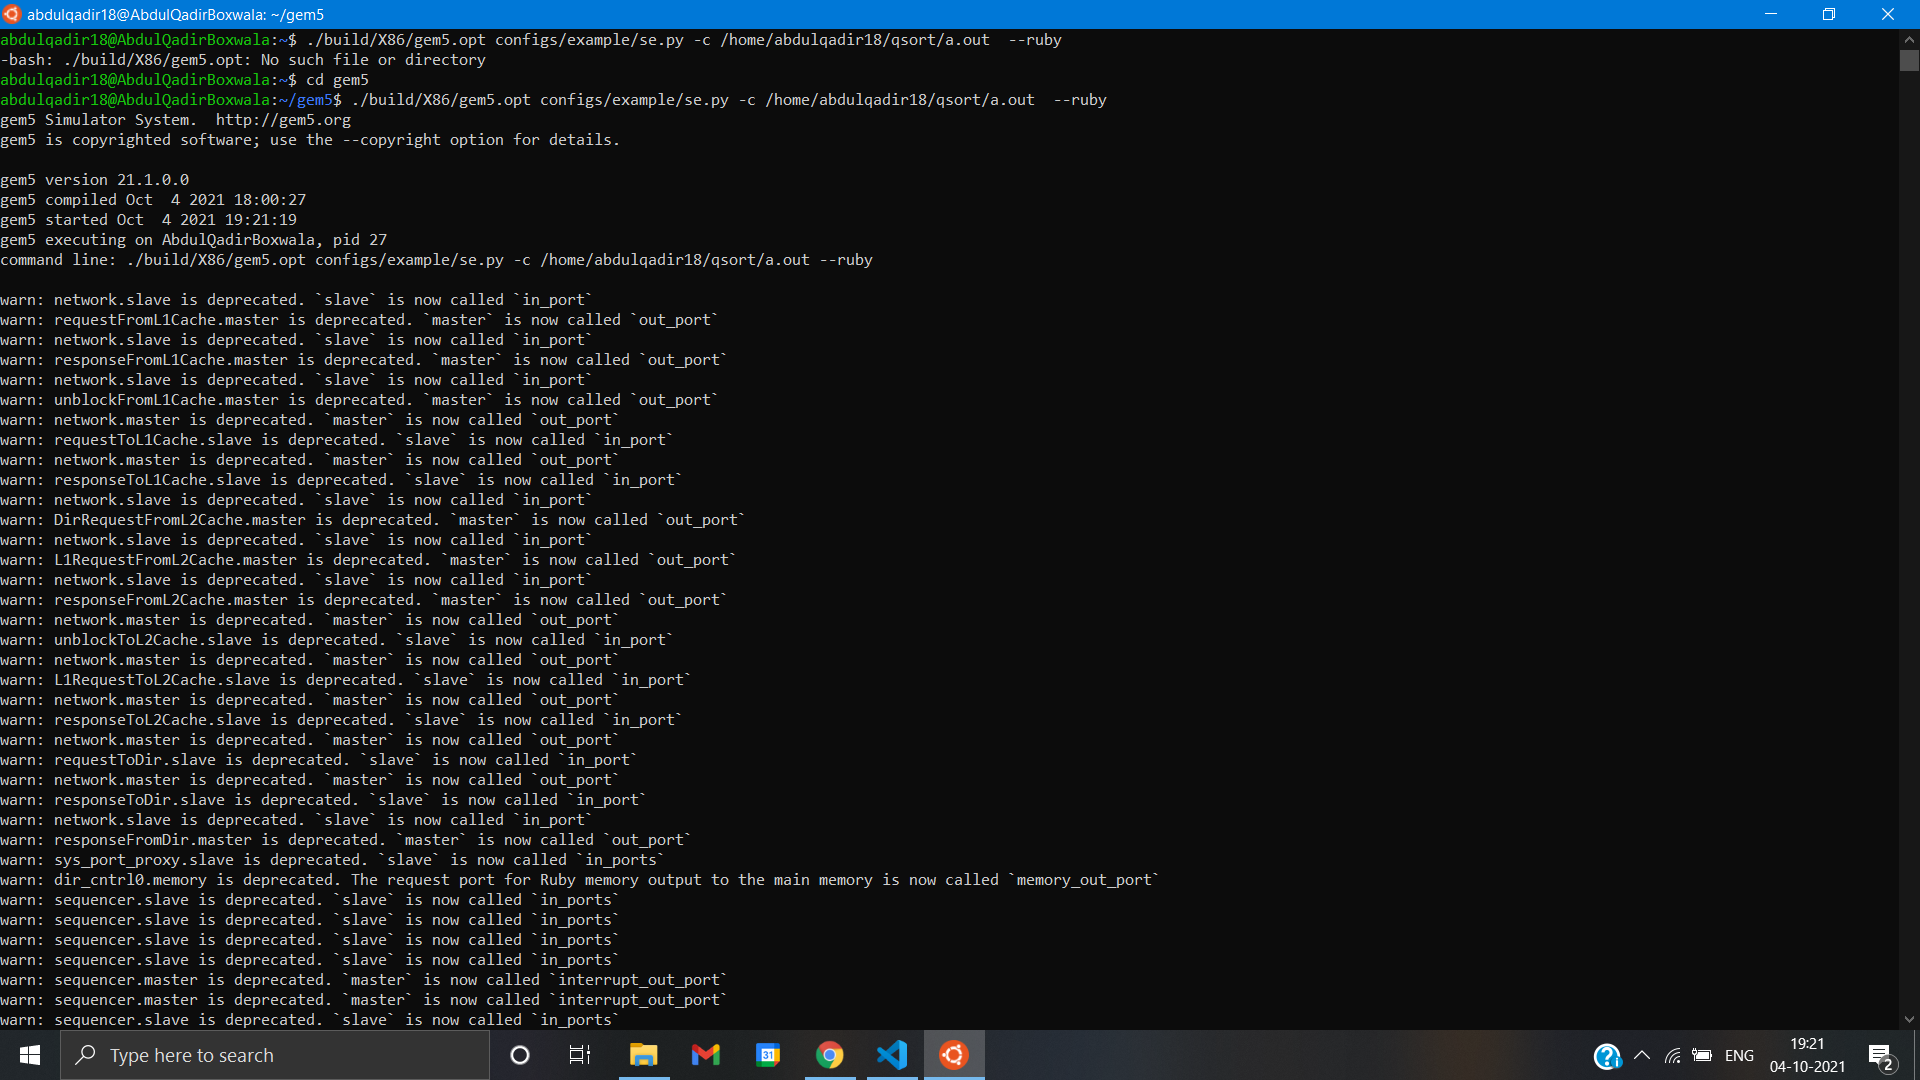 abdulqadir18@AbdulQadirBoxwala: ~/gem5
abdulqadir18@AbdulQadirBoxwala:~$ ./build/X86/gem5.opt configs/example/se.py -c /home/abdulqadir18/qsort/a.out  --ruby
-bash: ./build/X86/gem5.opt: No such file or directory
abdulqadir18@AbdulQadirBoxwala:~$ cd gem5
abdulqadir18@AbdulQadirBoxwala:~/gem5$ ./build/X86/gem5.opt configs/example/se.py -c /home/abdulqadir18/qsort/a.out  --ruby
gem5 Simulator System.  http://gem5.org
gem5 is copyrighted software; use the --copyright option for details.
gem5 version 21.1.0.0
gem5 compiled Oct  4 2021 18:00:27
gem5 started Oct  4 2021 19:21:19
gem5 executing on AbdulQadirBoxwala, pid 27
command line: ./build/X86/gem5.opt configs/example/se.py -c /home/abdulqadir18/qsort/a.out --ruby
warn: network.slave is deprecated. `slave` is now called `in_port`
warn: requestFromL1Cache.master is deprecated. `master` is now called `out_port`
warn: network.slave is deprecated. `slave` is now called `in_port`
warn: responseFromL1Cache.master is deprecated. `master` is now called `out_port`
warn: network.slave is deprecated. `slave` is now called `in_port`
warn: unblockFromL1Cache.master is deprecated. `master` is now called `out_port`
warn: network.master is deprecated. `master` is now called `out_port`
warn: requestToL1Cache.slave is deprecated. `slave` is now called `in_port`
warn: network.master is deprecated. `master` is now called `out_port`
warn: responseToL1Cache.slave is deprecated. `slave` is now called `in_port`
warn: network.slave is deprecated. `slave` is now called `in_port`
warn: DirRequestFromL2Cache.master is deprecated. `master` is now called `out_port`
warn: network.slave is deprecated. `slave` is now called `in_port`
warn: L1RequestFromL2Cache.master is deprecated. `master` is now called `out_port`
warn: network.slave is deprecated. `slave` is now called `in_port`
warn: responseFromL2Cache.master is deprecated. `master` is now called `out_port`
warn: network.master is deprecated. `master` is now called `out_port`
warn: unblockToL2Cache.slave is deprecated. `slave` is now called `in_port`
warn: network.master is deprecated. `master` is now called `out_port`
warn: L1RequestToL2Cache.slave is deprecated. `slave` is now called `in_port`
warn: network.master is deprecated. `master` is now called `out_port`
warn: responseToL2Cache.slave is deprecated. `slave` is now called `in_port`
warn: network.master is deprecated. `master` is now called `out_port`
warn: requestToDir.slave is deprecated. `slave` is now called `in_port`
warn: network.master is deprecated. `master` is now called `out_port`
warn: responseToDir.slave is deprecated. `slave` is now called `in_port`
warn: network.slave is deprecated. `slave` is now called `in_port`
warn: responseFromDir.master is deprecated. `master` is now called `out_port`
warn: sys_port_proxy.slave is deprecated. `slave` is now called `in_ports`
warn: dir_cntrl0.memory is deprecated. The request port for Ruby memory output to the main memory is now called `memory_out_port`
warn: sequencer.slave is deprecated. `slave` is now called `in_ports`
warn: sequencer.slave is deprecated. `slave` is now called `in_ports`
warn: sequencer.slave is deprecated. `slave` is now called `in_ports`
warn: sequencer.slave is deprecated. `slave` is now called `in_ports`
warn: sequencer.master is deprecated. `master` is now called `interrupt_out_port`
warn: sequencer.master is deprecated. `master` is now called `interrupt_out_port`
warn: sequencer.slave is deprecated. `slave` is now called `in_ports`
Type here to search
31
ENG
19:21
04-10-2021
2